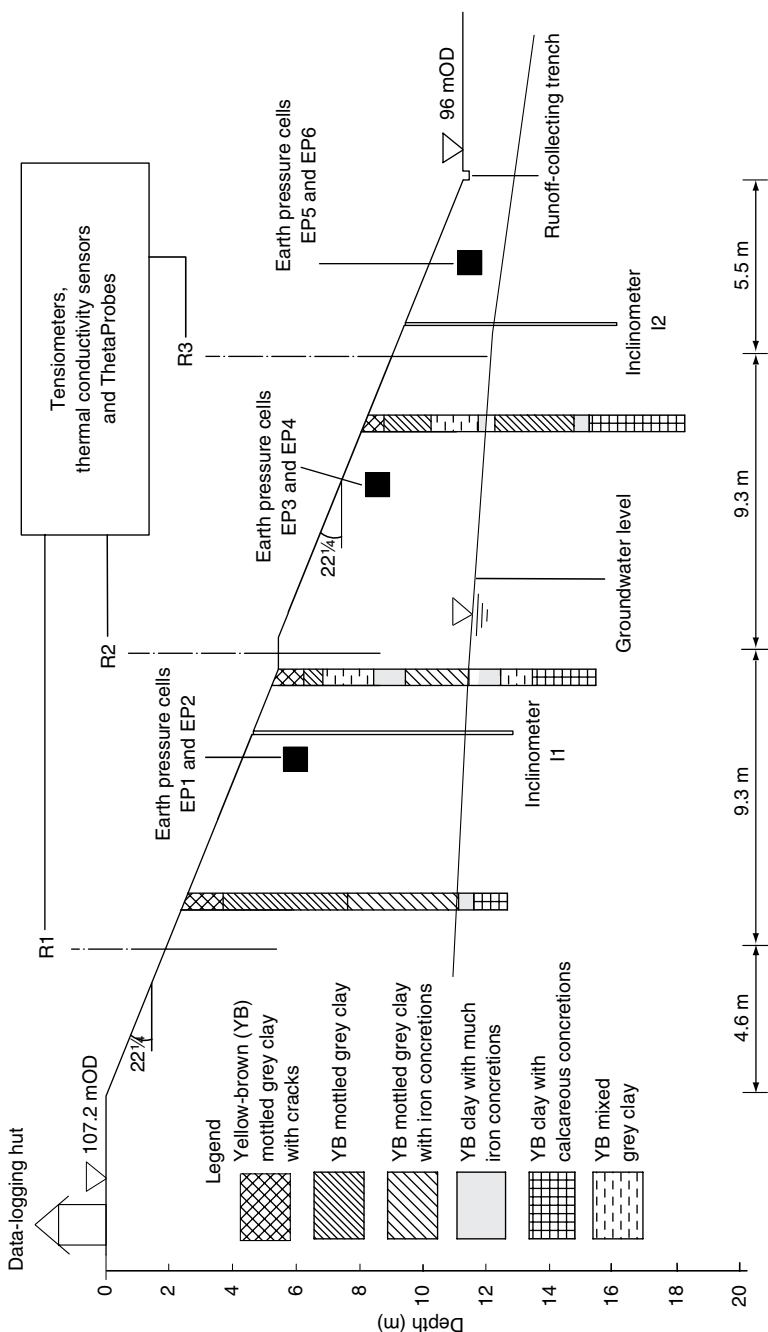 Data-logging hut
107.2 mOD
22¼
R1
R2
R3
Tensiometers,
thermal conductivity sensors
and ThetaProbes
Earth pressure cells
EP1 and EP2
Earth pressure cells
EP3 and EP4
22¼
Earth pressure cells
EP5 and EP6
96 mOD
Runoff-collecting trench
Inclinometer
I1
Groundwater level
Inclinometer
I2
Legend
Yellow-brown (YB)
mottled grey clay
with cracks
YB mottled grey clay
YB mottled grey clay
with iron concretions
YB clay with much
iron concretions
YB clay with
calcareous concretions
YB mixed
grey clay
Depth (m)
0
2
4
6
8
10
12
14
16
18
20
4.6 m
9.3 m
9.3 m
5.5 m